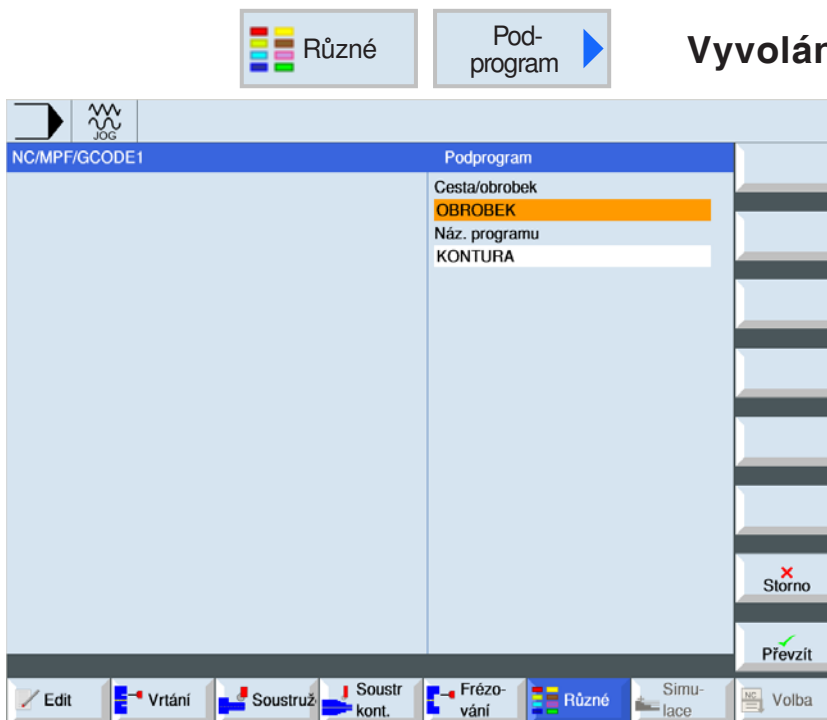 Různé
Pod-
program
Vyvolán
JOG
NC/MPF/GCODE1
Podprogram
Cesta/obrobek
OBROBEK
Náz. programu
KONTURA
Storno
Převzít
Edit
Vrtání
Soustruž
Soustr
kont.
Frézo-
vání
Různé
Simu-
lace
NC
Volba